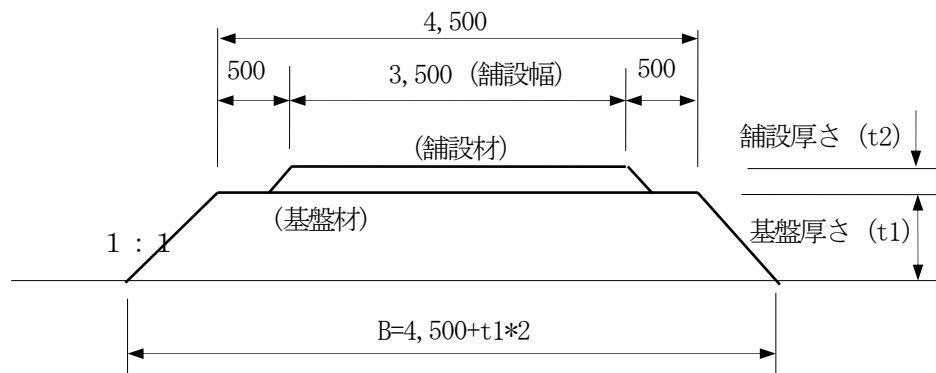 4,500
500
3,500 (舗設幅)
500
(舗設材)
舗設厚さ (t2)
(基盤材)
1 : 1
基盤厚さ (t1)
B=4,500+t1*2